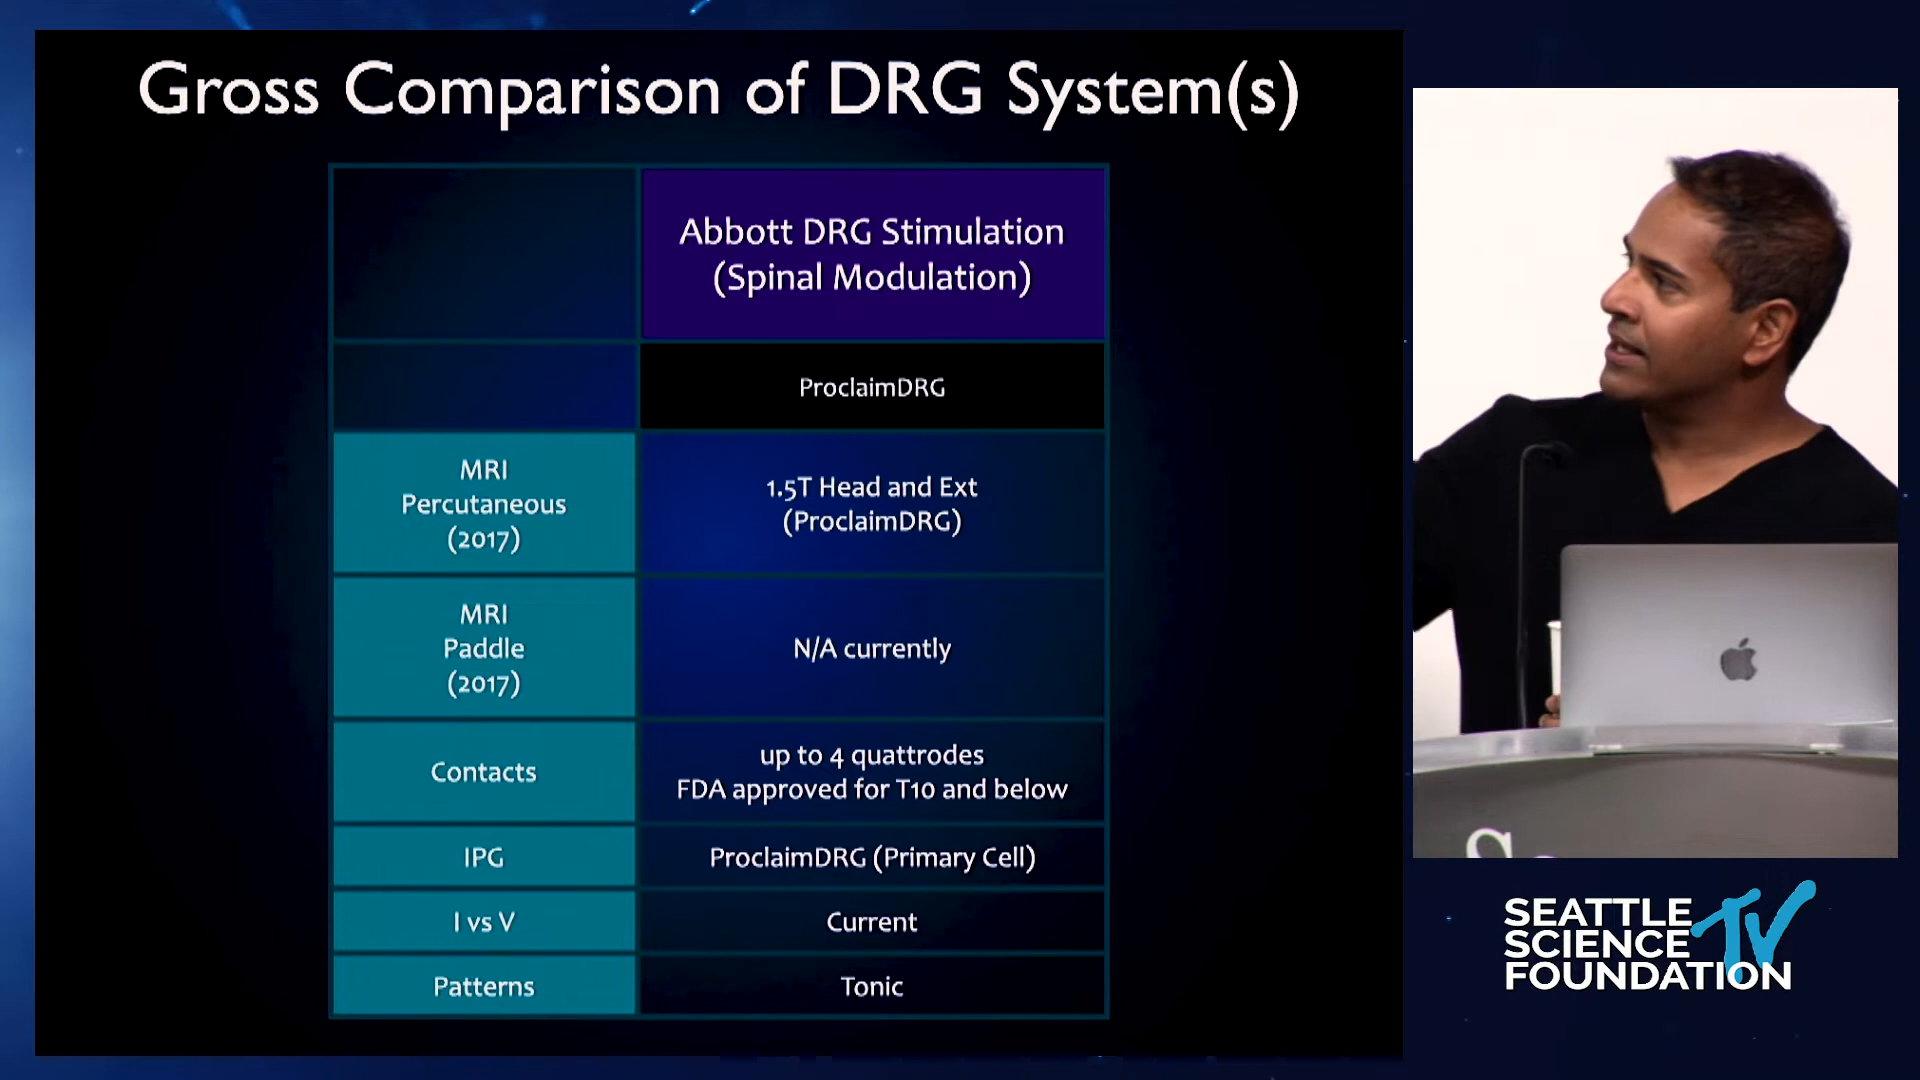 Gross Comparison of DRG System(s)
Abbott DRG Stimulation
(Spinal Modulation)
ProclaimDRG
MRI
Percutaneous
(2017)
1.5T Head and Ext
(ProclaimDRG)
MRI
Paddle
(2017)
N/A currently
Contacts
up to 4 quattrodes
FDA approved for T10 and below
IPG
ProclaimDRG (Primary Cell)
I vs V
Current
Patterns
Tonic
SEATTLE
SCIENCE
FOUNDATION
TV